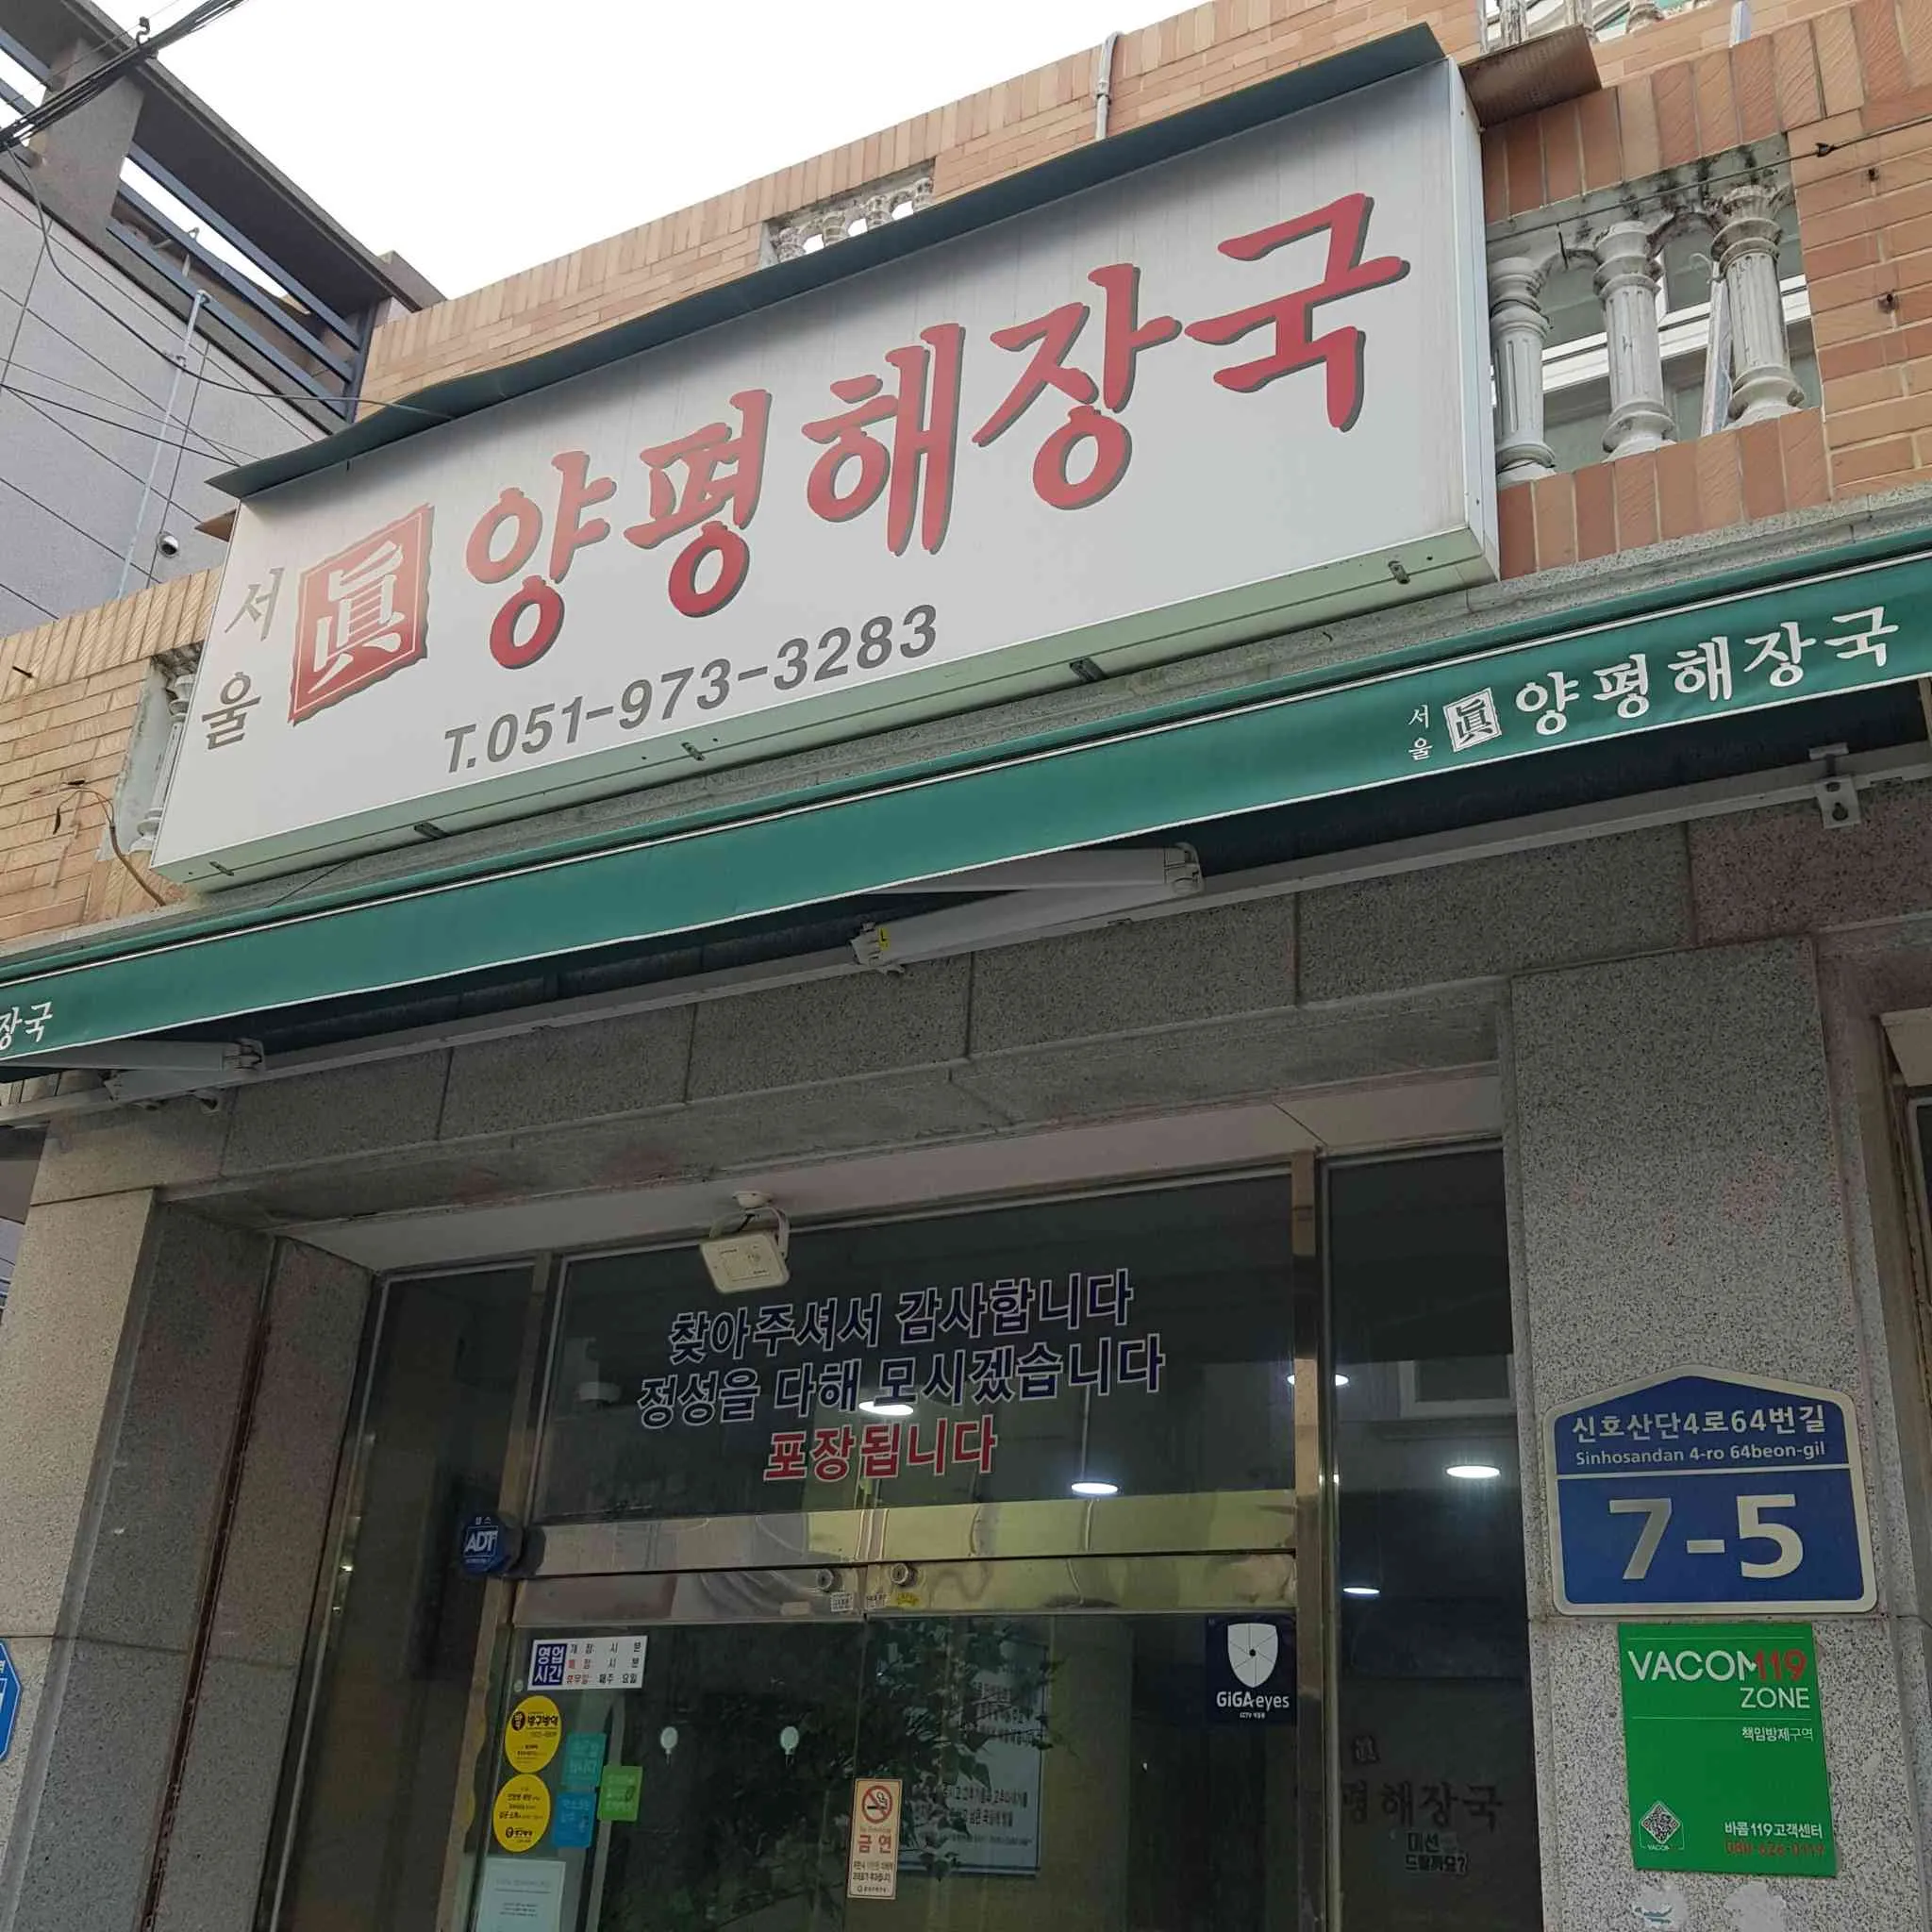 서울 眞 양평해장국
T.051-973-3283
서울 眞 양평해장국
장국
찾아주셔서 감사합니다
정성을 다해 모시겠습니다
포장됩니다
신호산단4로64번길
Sinhosandan 4-ro 64beon-gil
7-5
ADT
영업시간
GiGAeyes
VACOM119
ZONE
책임방제구역
바콤119고객센터
금연
평해장국